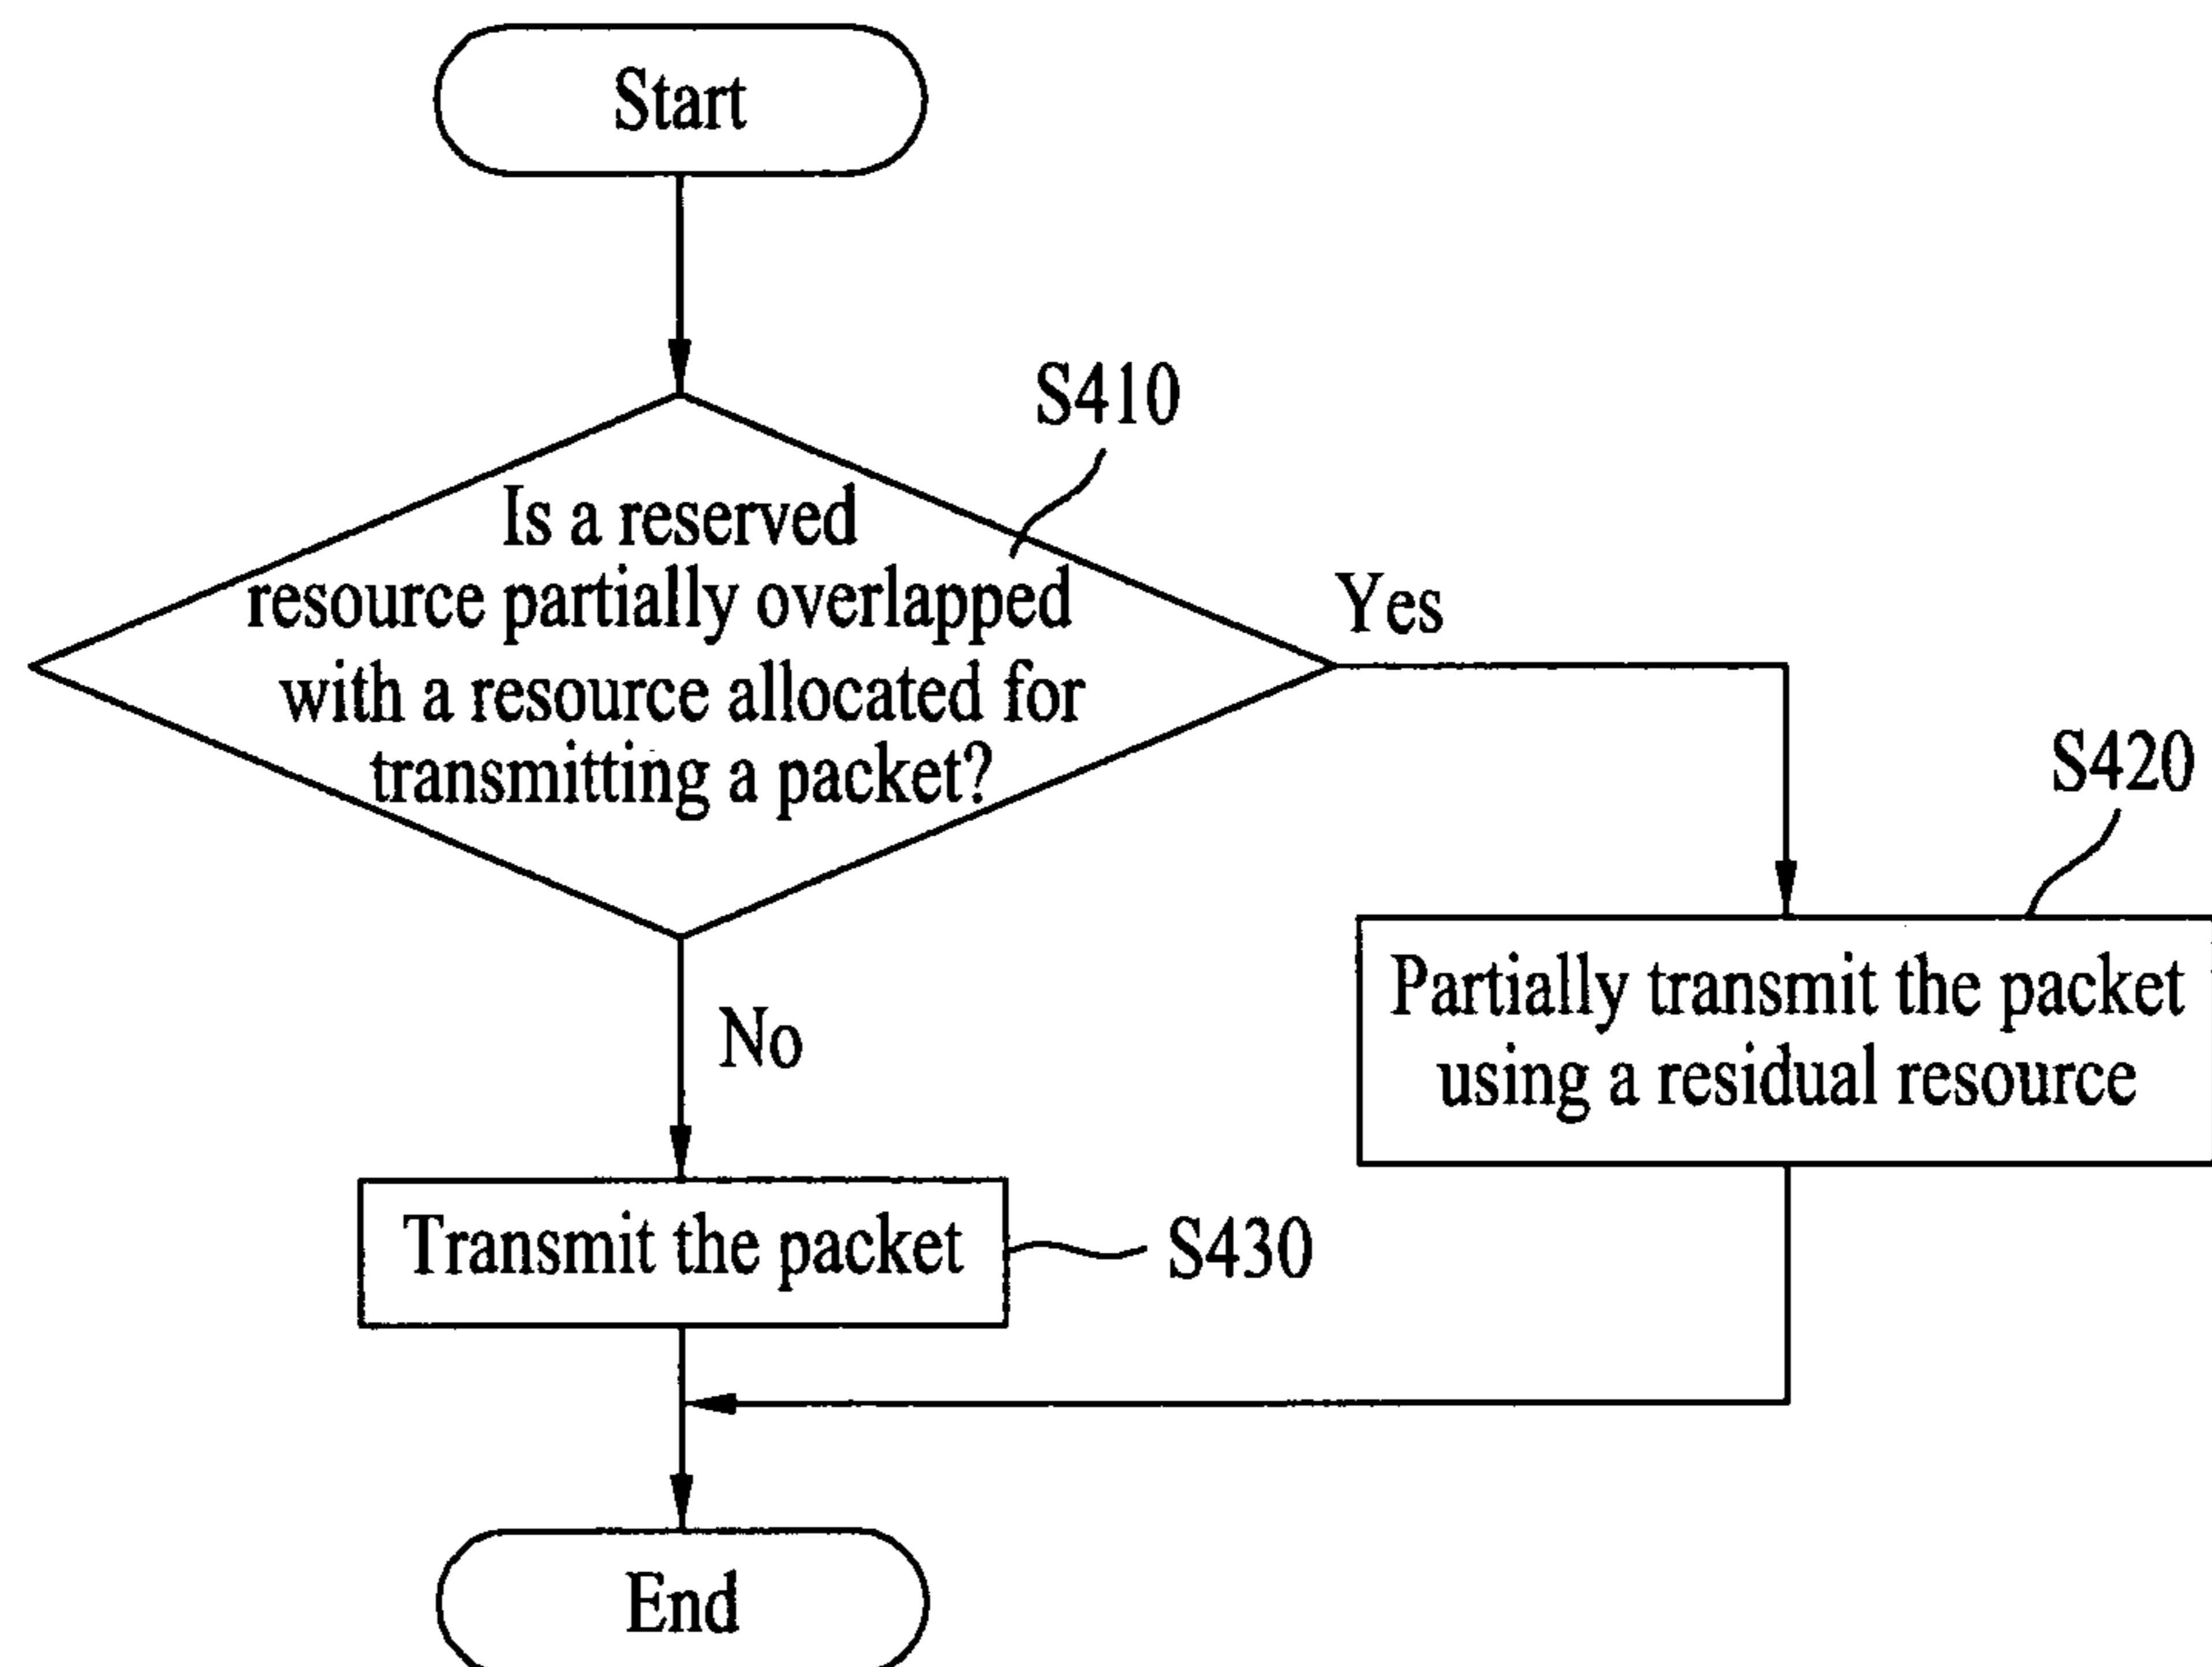 Start
S410
Is a reserved
resource partially overlapped
with a resource allocated for
transmitting a packet?
Yes
S420
Partially transmit the packet
using a residual resource
No
Transmit the packet
S430
End